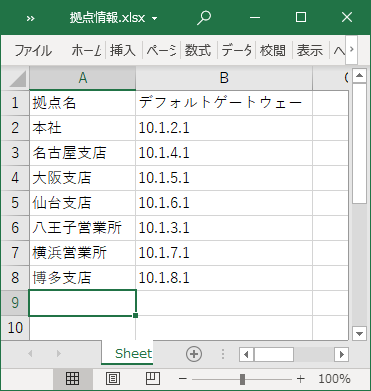 拠点情報.xlsx
ファイル ホーム 挿入 ページ 数式 データ 校閲 表示 ヘ
A B
1 拠点名 デフォルトゲートウェー
2 本社 10.1.2.1
3 名古屋支店 10.1.4.1
4 大阪支店 10.1.5.1
5 仙台支店 10.1.6.1
6 八王子営業所 10.1.3.1
7 横浜営業所 10.1.7.1
8 博多支店 10.1.8.1
9
10
Sheet
100%